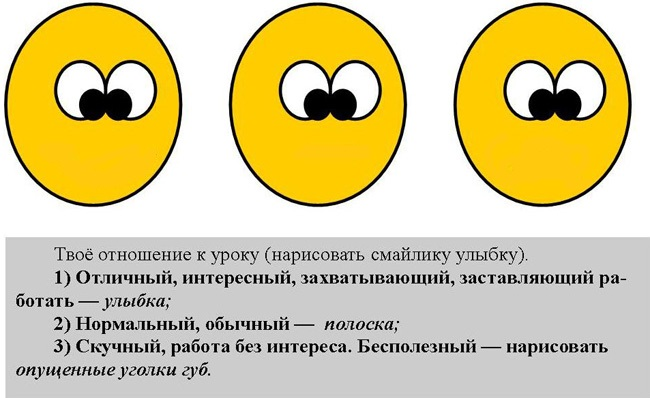 Твоё отношение к уроку (нарисовать смайлику улыбку).
1) Отличный, интересный, захватывающий, заставляющий ра-
ботать — улыбка;
2) Нормальный, обычный — полоска;
3) Скучный, работа без интереса. Бесполезный — нарисовать
опущенные уголки губ.